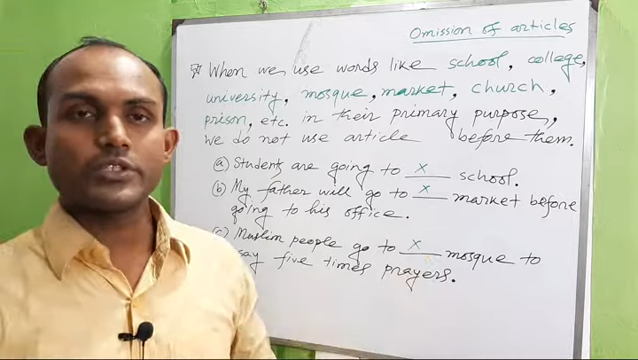 Omission of articles
When we use words like school, college,
university, mosque, market, church,
prison, etc. in their primary purpose,
we do not use article before them.
(a) Students are going to x school.
(b) My father will go to x market before
going to his office.
(c) Muslim people go to x mosque to
say five times prayers.